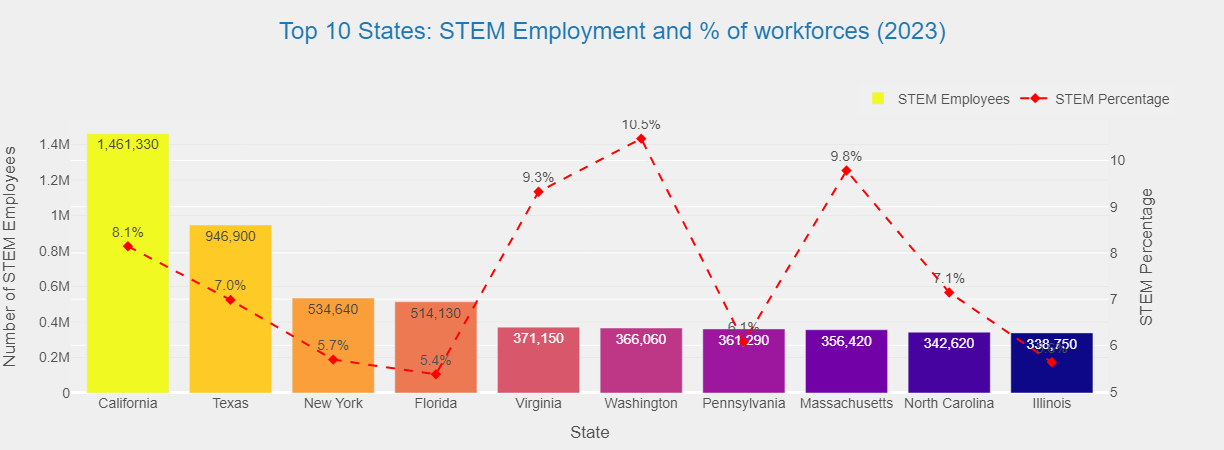 Top 10 States: STEM Employment and % of workforces (2023)
STEM Employees
STEM Percentage
Number of STEM Employees
1.4M
1.2M
1M
0.8M
0.6M
0.4M
0.2M
0
1,461,330
946,900
534,640
514,130
371,150
366,060
361,290
356,420
342,620
338,750
8.1%
7.0%
5.7%
5.4%
9.3%
10.5%
6.1%
9.8%
7.1%
10
9
8
7
6
5
STEM Percentage
California
Texas
New York
Florida
Virginia
Washington
Pennsylvania
Massachusetts
North Carolina
Illinois
State